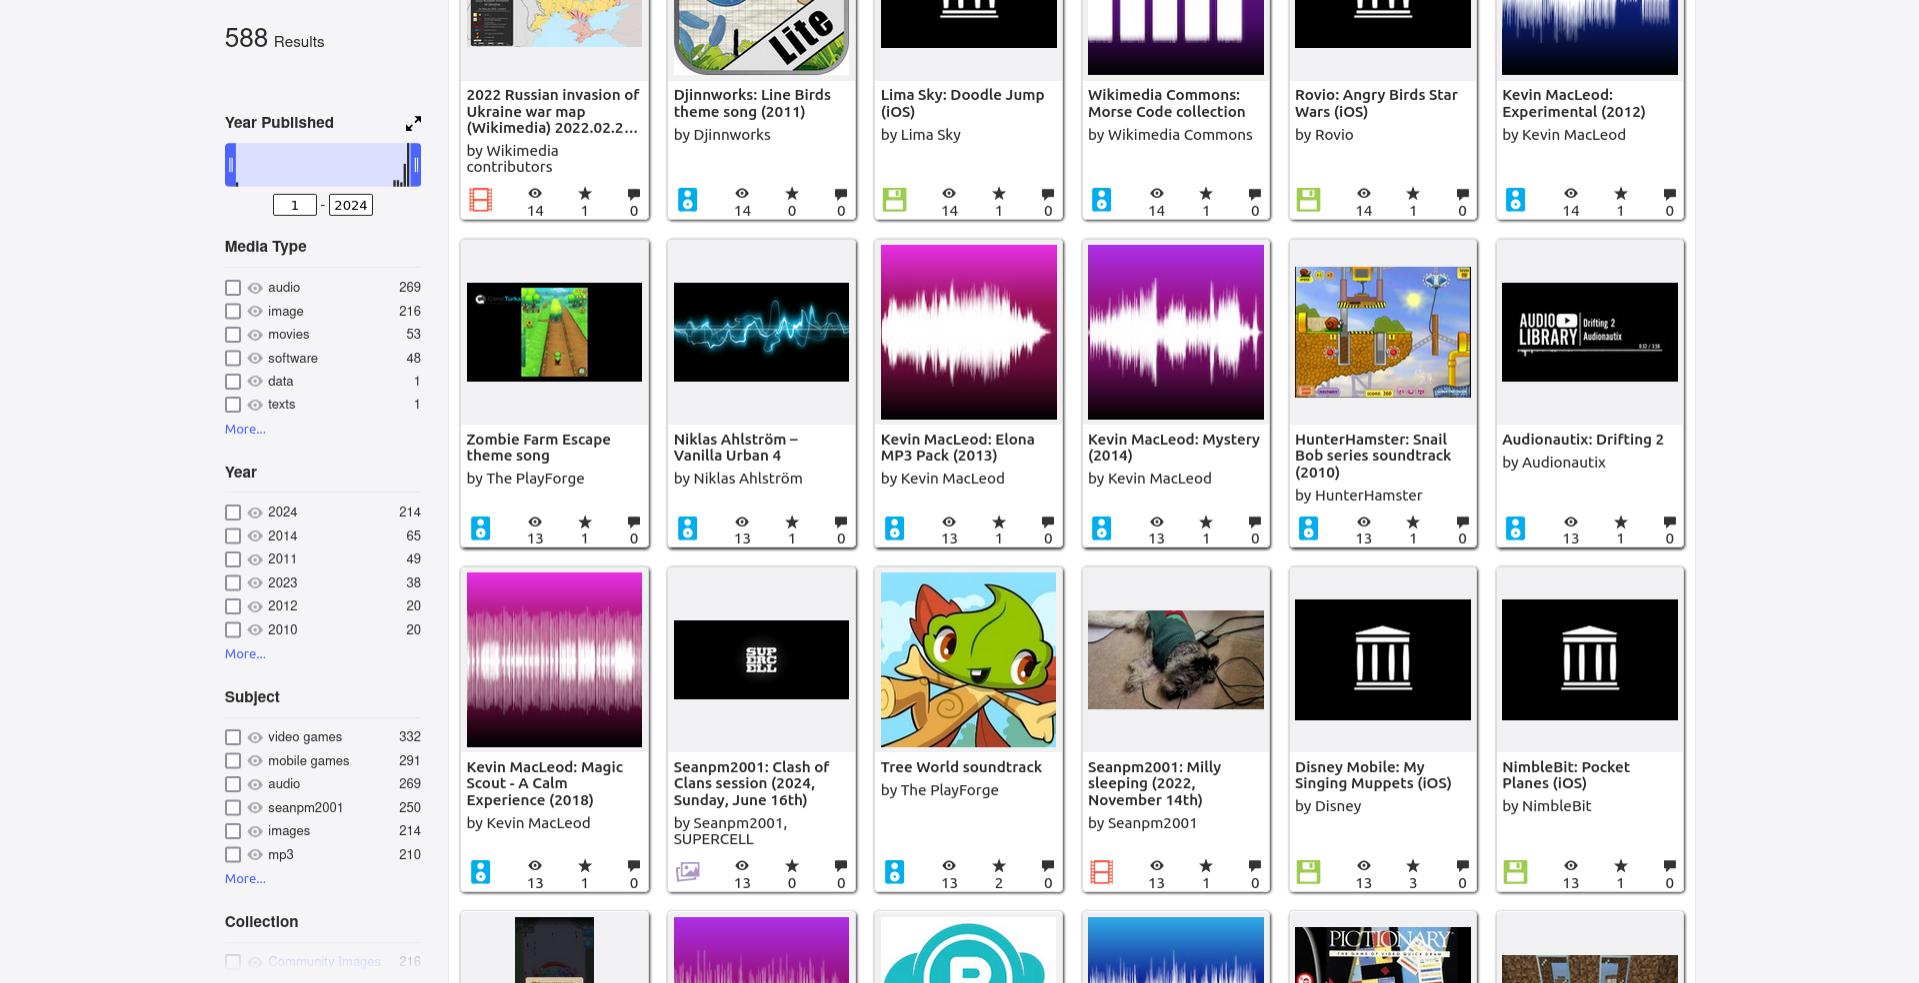 588 Results
Year Published
1 - 2024
Media Type
audio 269
image 216
movies 53
software 48
data 1
texts 1
More...
Year
2024 214
2014 65
2011 49
2023 38
2012 20
2010 20
More...
Subject
video games 332
mobile games 291
audio 269
seanpm2001 250
images 214
mp3 210
More...
Collection
Community Images 216
2022 Russian invasion of
Ukraine war map
(Wikimedia) 2022.02.2...
by Wikimedia
contributors
14 1 0
Lite
Djinnworks: Line Birds
theme song (2011)
by Djinnworks
14 0 0
Lima Sky: Doodle Jump
(iOS)
by Lima Sky
14 1 0
Wikimedia Commons:
Morse Code collection
by Wikimedia Commons
14 1 0
Rovio: Angry Birds Star
Wars (iOS)
by Rovio
14 1 0
Kevin MacLeod:
Experimental (2012)
by Kevin MacLeod
14 1 0
Zombie Farm Escape
theme song
by The PlayForge
13 1 0
Niklas Ahlström –
Vanilla Urban 4
by Niklas Ahlström
13 1 0
Kevin MacLeod: Elona
MP3 Pack (2013)
by Kevin MacLeod
13 1 0
Kevin MacLeod: Mystery
(2014)
by Kevin MacLeod
13 1 0
HunterHamster: Snail
Bob series soundtrack
(2010)
by HunterHamster
13 1 0
AUDIO
LIBRARY
Drifting 2
Audionautix
Audionautix: Drifting 2
by Audionautix
13 1 0
Kevin MacLeod: Magic
Scout - A Calm
Experience (2018)
by Kevin MacLeod
13 1 0
SUP
ERC
ELL
Seanpm2001: Clash of
Clans session (2024,
Sunday, June 16th)
by Seanpm2001,
SUPERCELL
13 0 0
Tree World soundtrack
by The PlayForge
13 2 0
Seanpm2001: Milly
sleeping (2022,
November 14th)
by Seanpm2001
13 1 0
Disney Mobile: My
Singing Muppets (iOS)
by Disney
13 3 0
NimbleBit: Pocket
Planes (iOS)
by NimbleBit
13 1 0
PICTIONARY
THE GAME OF VIDEO QUICK DRAW